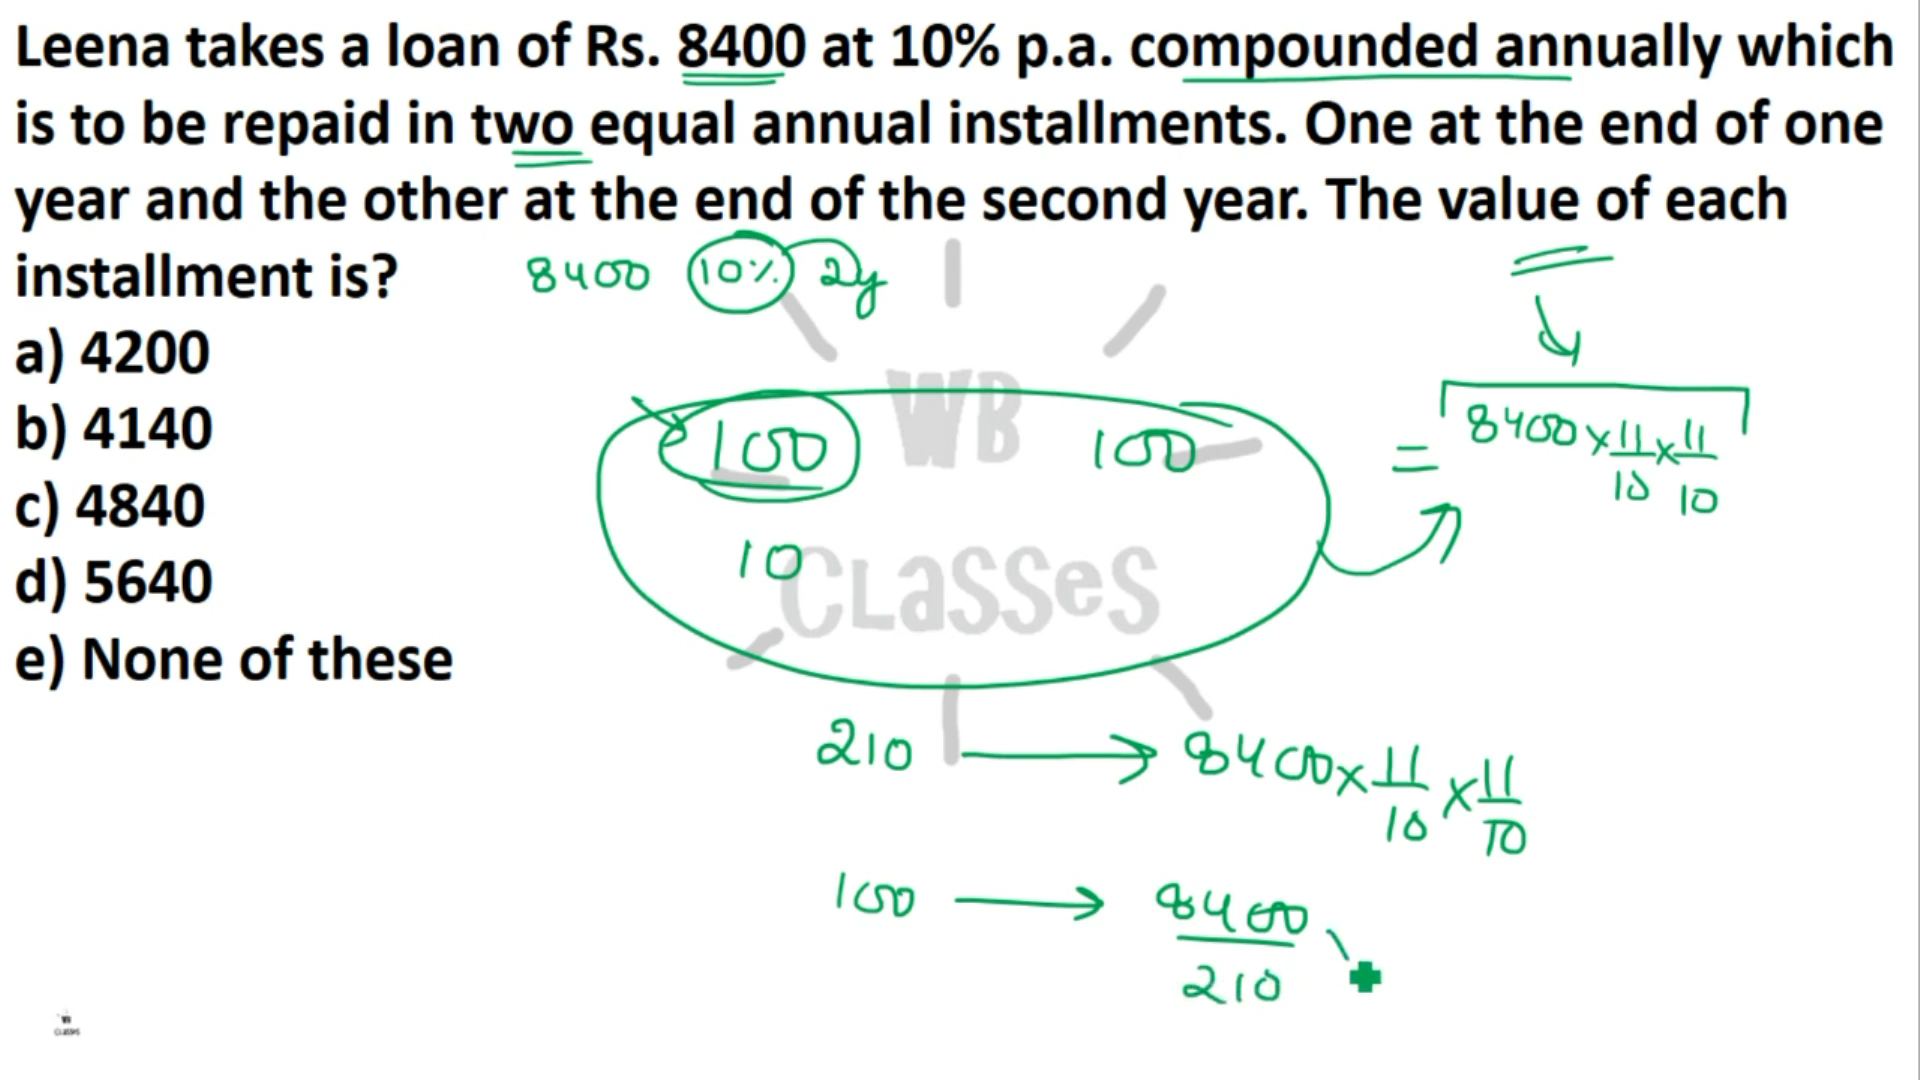 Leena takes a loan of Rs. 8400 at 10% p.a. compounded annually which
is to be repaid in two equal annual installments. One at the end of one
year and the other at the end of the second year. The value of each
installment is?
8400 10% 2y
a) 4200
b) 4140
c) 4840
d) 5640
e) None of these
WB
CLaSSeS
100 100 = 8400 × 11/10 × 11/10
10
210 → 8400 × 11/10 × 11/10
100 → 8400/210
WB
CLaSSeS